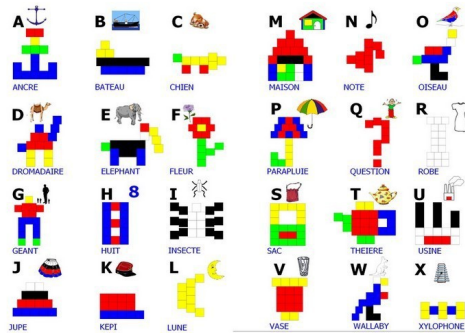 A
ANCRE
B
BATEAU
C
CHIEN
D
DROMADAIRE
E
ELEPHANT
F
FLEUR
G
GEANT
H
8
HUIT
I
INSECTE
J
JUPE
K
KEPI
L
LUNE
M
MAISON
N
NOTE
O
OISEAU
P
PARAPLUIE
Q
QUESTION
R
ROBE
S
SAC
T
THEIERE
U
USINE
V
VASE
W
WALLABY
X
XYLOPHONE